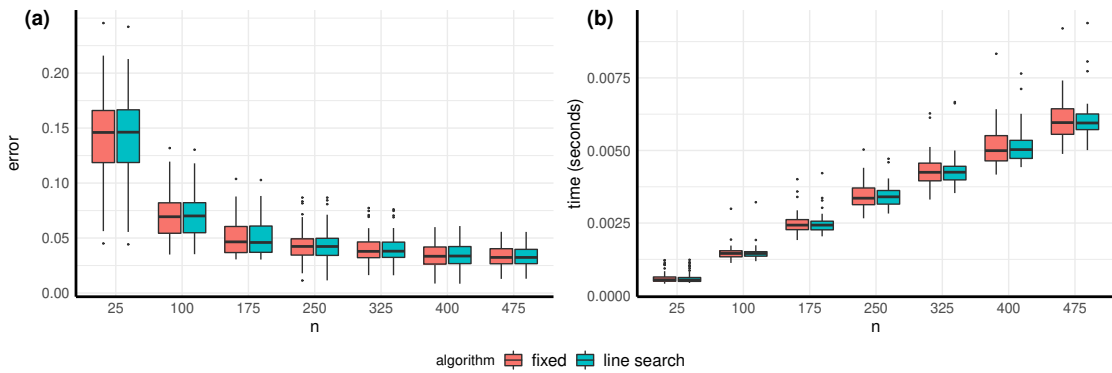 (a)
error
0.20
0.15
0.10
0.05
0.00
25 100 175 250 325 400 475
n
(b)
time (seconds)
0.0075
0.0050
0.0025
0.0000
25 100 175 250 325 400 475
n
algorithm fixed line search